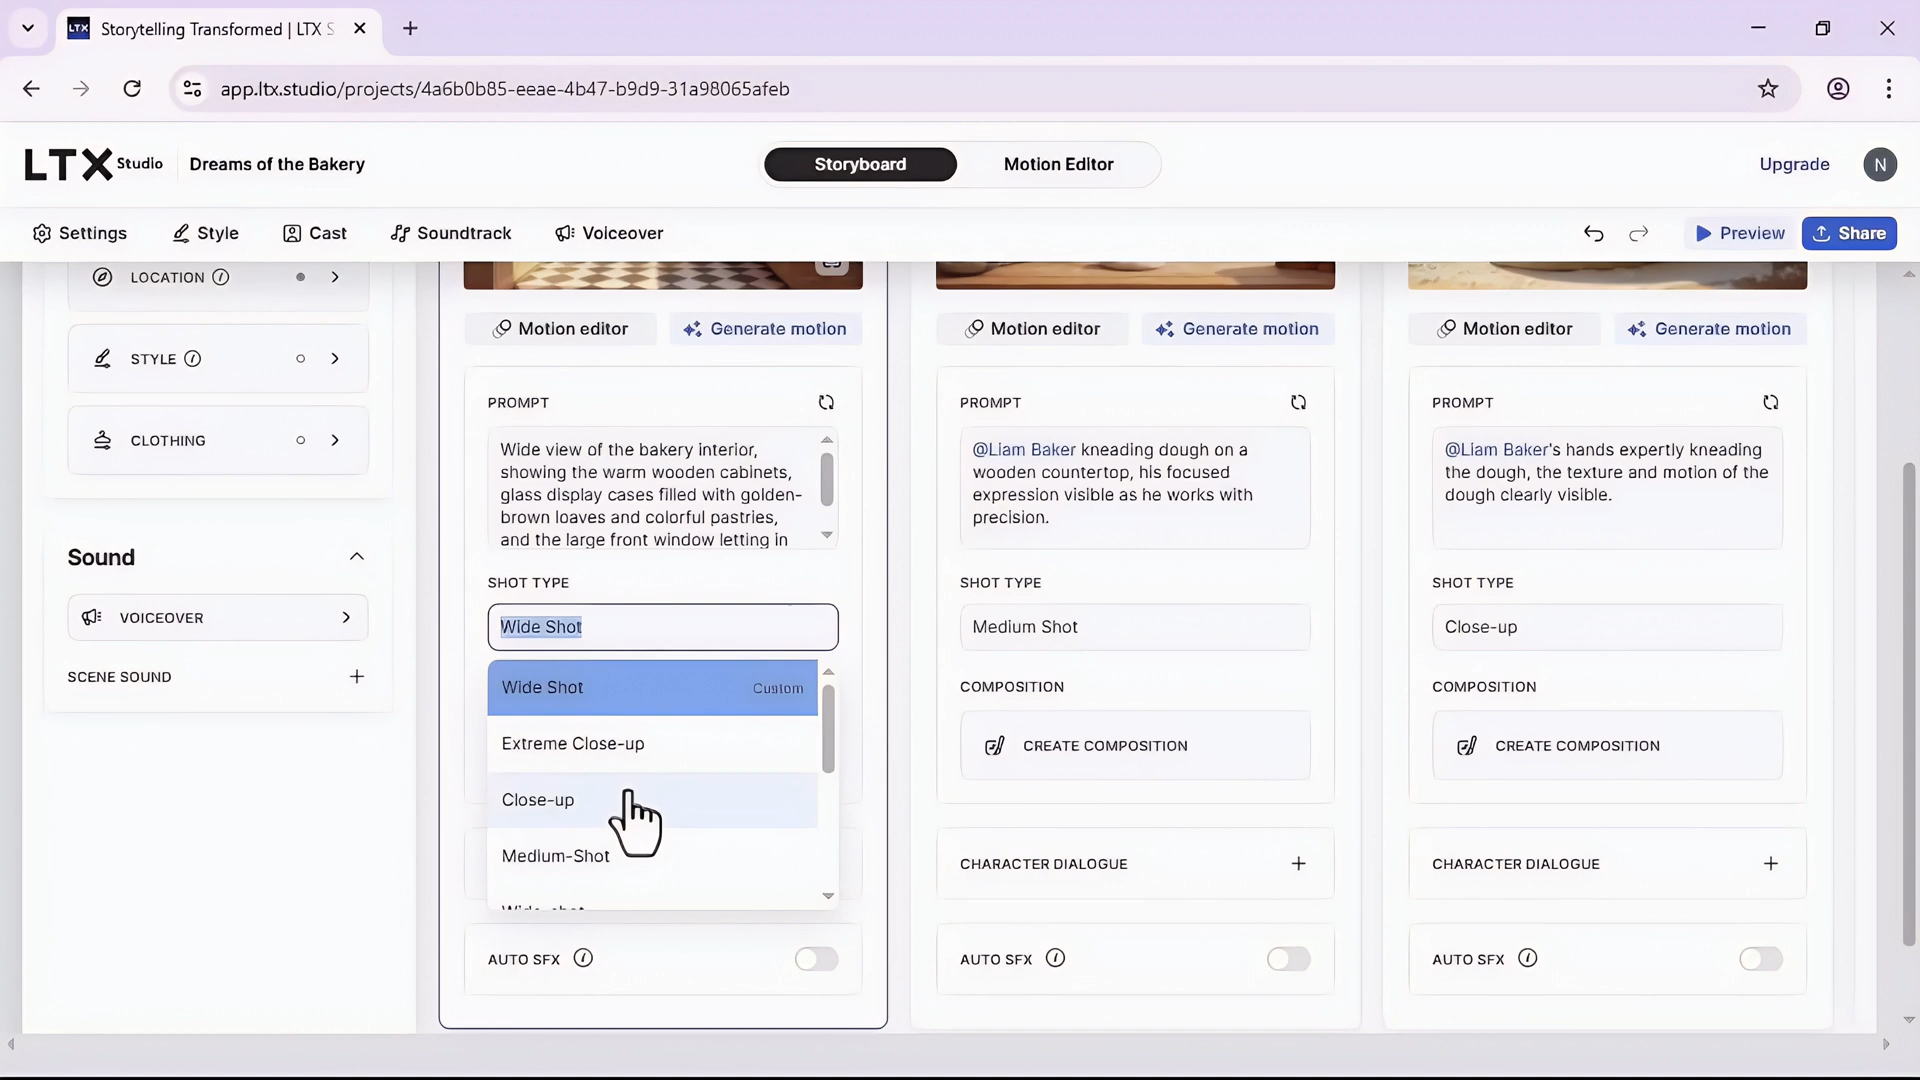 LTX Storytelling Transformed | LTX S
app.ltx.studio/projects/4a6b0b85-eeae-4b47-b9d9-31a98065afeb
LTX Studio Dreams of the Bakery
Storyboard Motion Editor
Upgrade N
Settings Style Cast Soundtrack Voiceover
Preview Share
LOCATION
STYLE
CLOTHING
Sound
VOICEOVER
SCENE SOUND
Motion editor Generate motion
PROMPT
Wide view of the bakery interior,
showing the warm wooden cabinets,
glass display cases filled with golden-
brown loaves and colorful pastries,
and the large front window letting in
SHOT TYPE
Wide Shot
Wide Shot Custom
Extreme Close-up
Close-up
Medium-Shot
Wide-shot
AUTO SFX
Motion editor Generate motion
PROMPT
@Liam Baker kneading dough on a
wooden countertop, his focused
expression visible as he works with
precision.
SHOT TYPE
Medium Shot
COMPOSITION
CREATE COMPOSITION
CHARACTER DIALOGUE
AUTO SFX
Motion editor Generate motion
PROMPT
@Liam Baker's hands expertly kneading
the dough, the texture and motion of the
dough clearly visible.
SHOT TYPE
Close-up
COMPOSITION
CREATE COMPOSITION
CHARACTER DIALOGUE
AUTO SFX